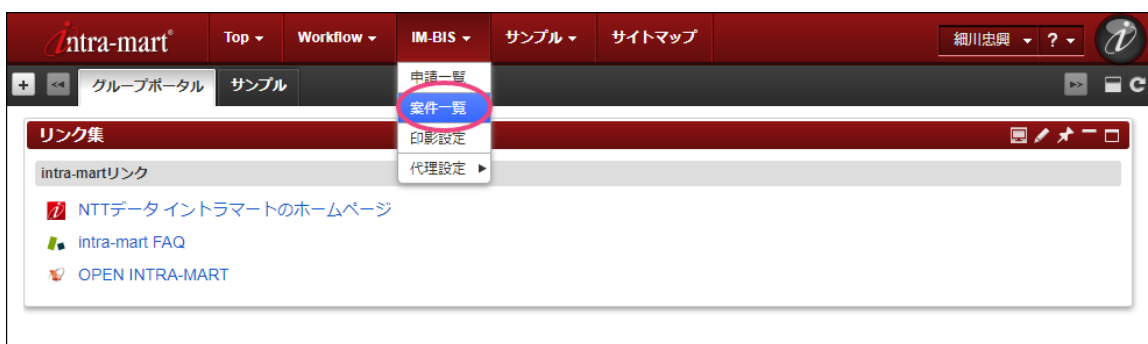 intra-mart® Top Workflow IM-BIS サンプル サイトマップ 細川忠興 ?
グループポータル サンプル
申請一覧
案件一覧
印影設定
代理設定
リンク集
intra-martリンク
NTTデータ イントラマートのホームページ
intra-mart FAQ
OPEN INTRA-MART